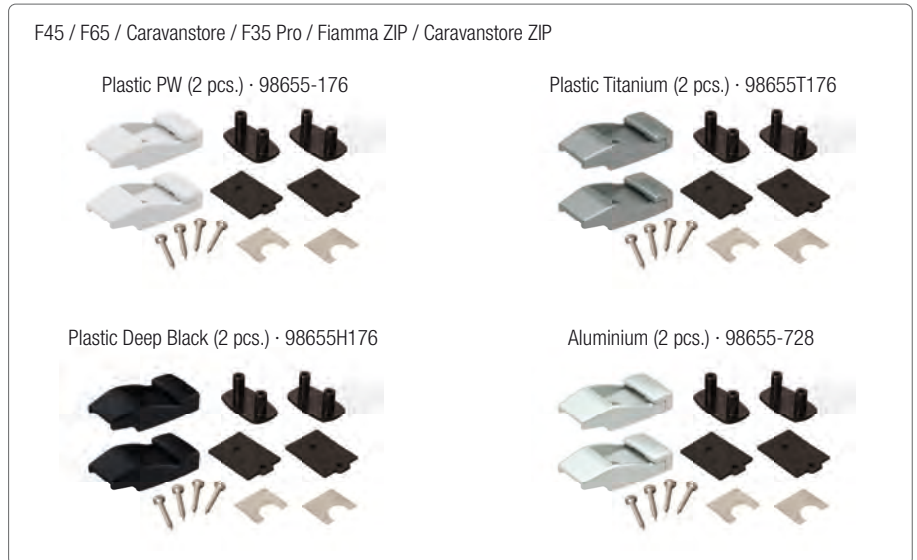 F45 / F65 / Caravanstore / F35 Pro / Fiamma ZIP / Caravanstore ZIP
Plastic PW (2 pcs.) · 98655-176
Plastic Titanium (2 pcs.) · 98655T176
Plastic Deep Black (2 pcs.) · 98655H176
Aluminium (2 pcs.) · 98655-728